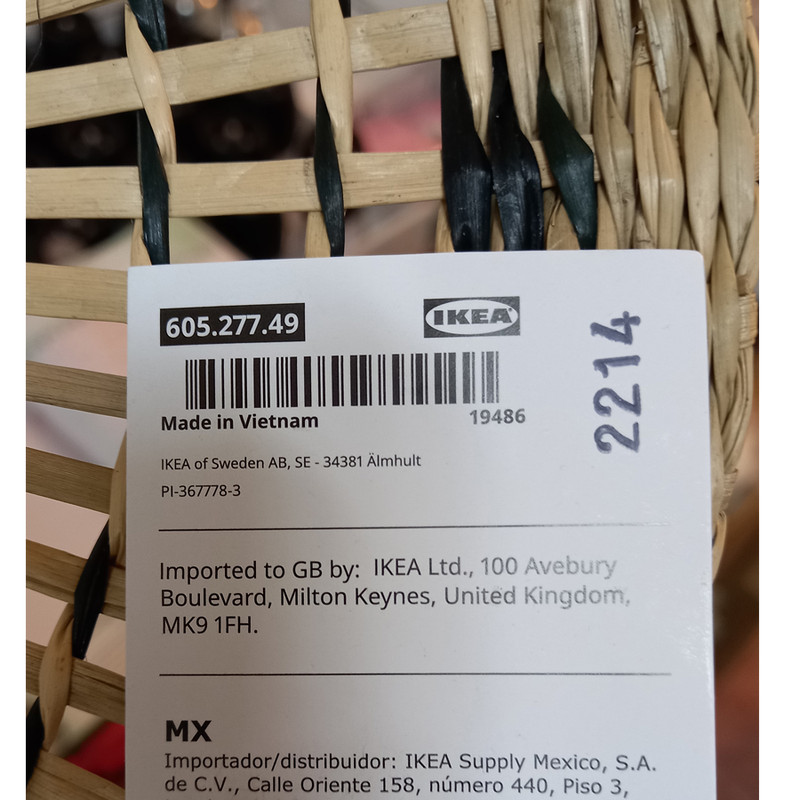 605.277.49
IKEA
2214
Made in Vietnam 19486
IKEA of Sweden AB, SE - 34381 Älmhult
PI-367778-3
Imported to GB by: IKEA Ltd., 100 Avebury
Boulevard, Milton Keynes, United Kingdom,
MK9 1FH.
MX
Importador/distribuidor: IKEA Supply Mexico, S.A.
de C.V., Calle Oriente 158, número 440, Piso 3,